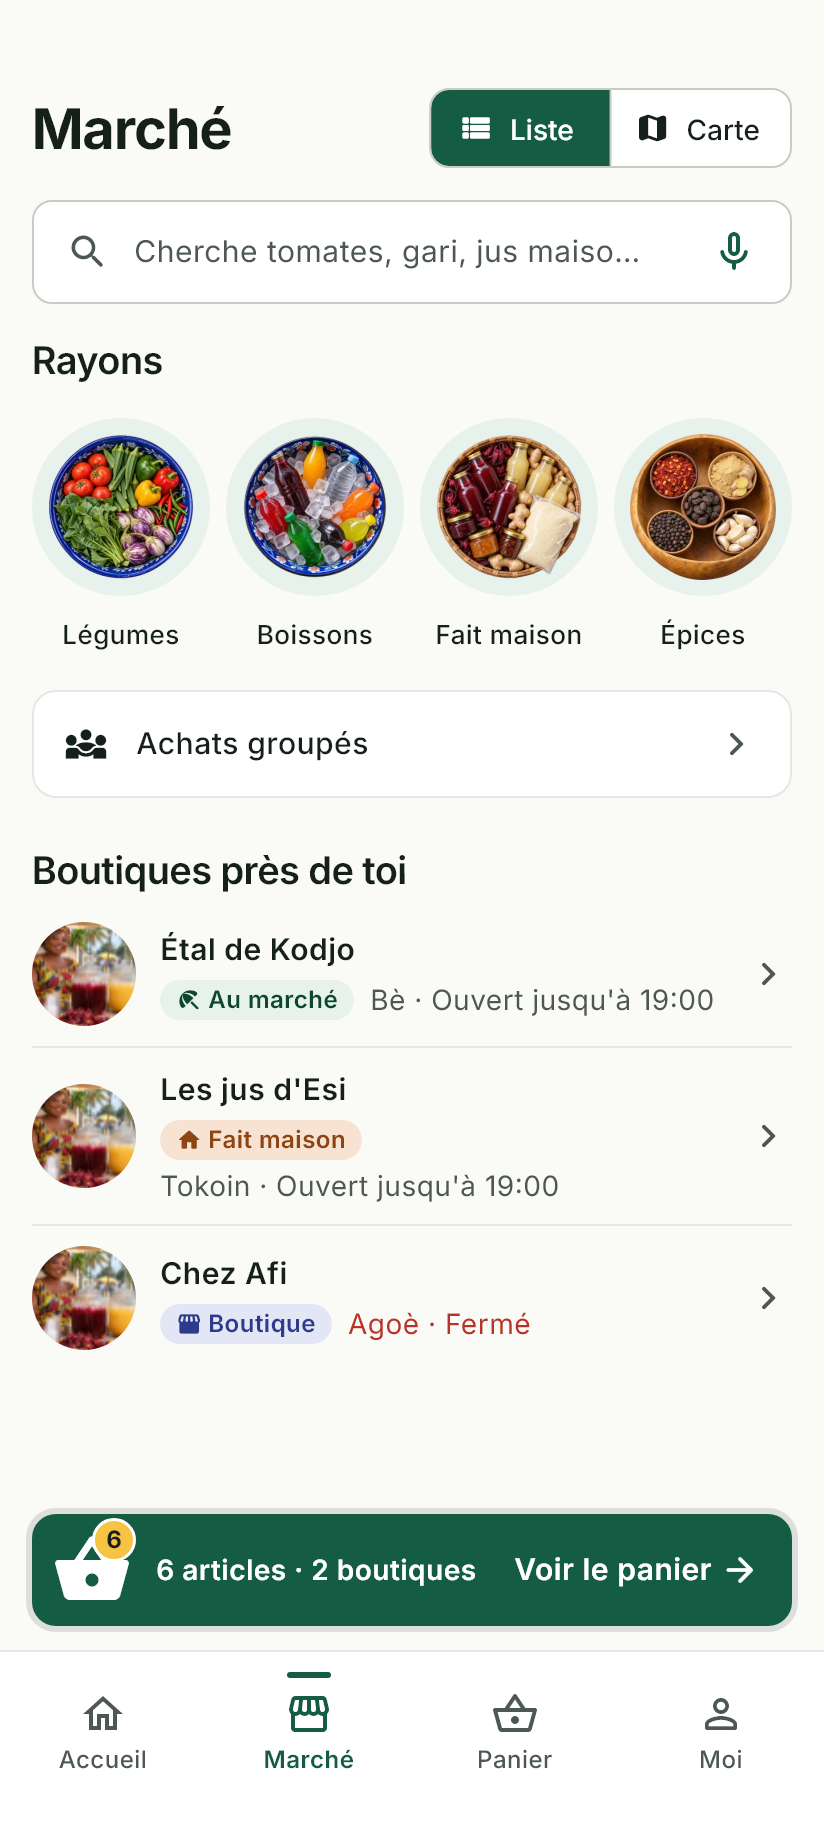 Marché
Liste
Carte
Cherche tomates, gari, jus maiso...
Rayons
Légumes
Boissons
Fait maison
Épices
Achats groupés
Boutiques près de toi
Étal de Kodjo
Au marché
Bè · Ouvert jusqu'à 19:00
Les jus d'Esi
Fait maison
Tokoin · Ouvert jusqu'à 19:00
Chez Afi
Boutique
Agoè · Fermé
6
6 articles · 2 boutiques
Voir le panier →
Accueil
Marché
Panier
Moi